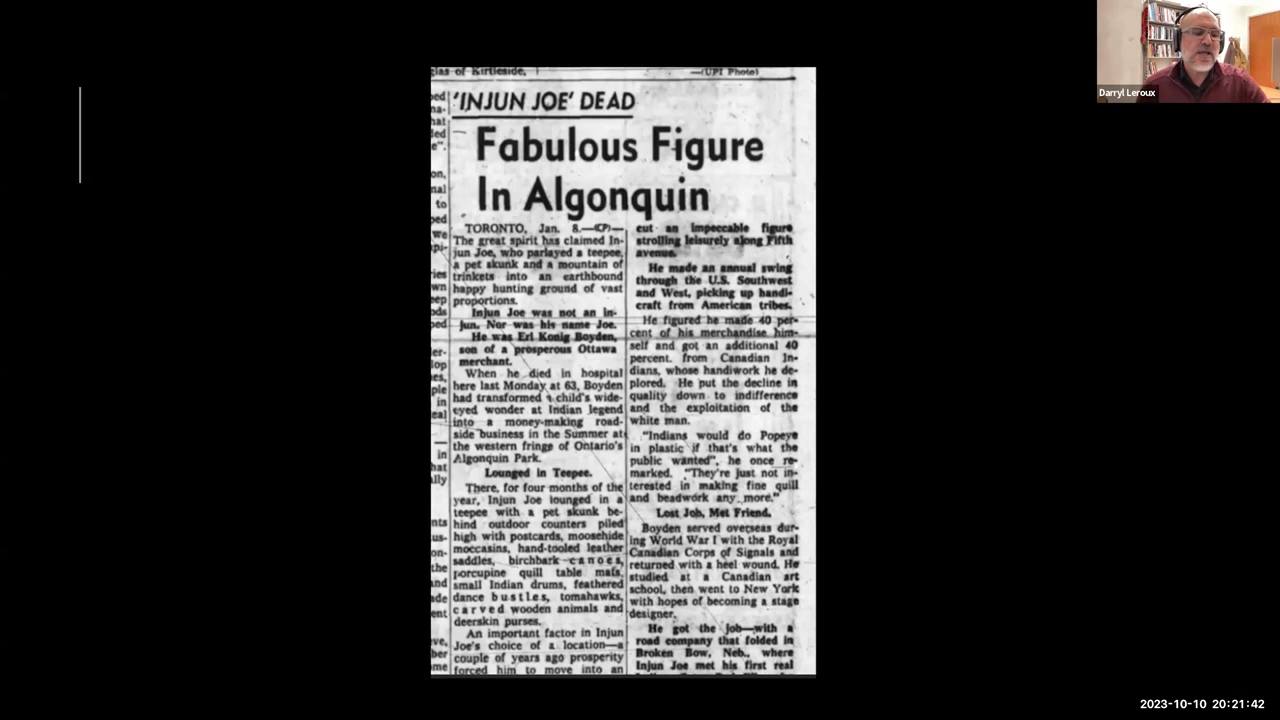 glas of Kirtleside,
—(UPI Photo)
'INJUN JOE' DEAD
Fabulous Figure
In Algonquin
TORONTO, Jan. 8.—(CP)—
The great spirit has claimed In-
jun Joe, who parlayed a teepee,
a pet skunk and a mountain of
trinkets into an earthbound
happy hunting ground of vast
proportions.
Injun Joe was not an In-
jun. Nor was his name Joe.
He was Erl Konig Boyden,
son of a prosperous Ottawa
merchant.
When he died in hospital
here last Monday at 63, Boyden
had transformed a child's wide-
eyed wonder at Indian legend
into a money-making road-
side business in the Summer at
the western fringe of Ontario's
Algonquin Park.
Lounged in Teepee.
There, for four months of the
year, Injun Joe lounged in a
teepee with a pet skunk be-
hind outdoor counters piled
high with postcards, moosehide
moccasins, hand-tooled leather
saddles, birchbark canoes,
porcupine quill table mats,
small Indian drums, feathered
dance bustles, tomahawks,
carved wooden animals and
deerskin purses.
An important factor in Injun
Joe's choice of a location—a
couple of years ago prosperity
forced him to move into an
cut an impeccable figure
strolling leisurely along Fifth
avenue.
He made an annual swing
through the U.S. Southwest
and West, picking up handi-
craft from American tribes.
He figured he made 40 per-
cent of his merchandise him-
self and got an additional 40
percent. from Canadian In-
dians, whose handiwork he de-
plored. He put the decline in
quality down to indifference
and the exploitation of the
white man.
"Indians would do Popeye
in plastic if that's what the
public wanted", he once re-
marked. "They're just not in-
terested in making fine quill
and beadwork any more."
Lost Job, Met Friend.
Boyden served overseas dur-
ing World War I with the Royal
Canadian Corps of Signals and
returned with a heel wound. He
studied at a Canadian art
school, then went to New York
with hopes of becoming a stage
designer.
He got the job—with a
road company that folded in
Broken Bow, Neb., where
Injun Joe met his first real
Darryl Leroux
2023-10-10 20:21:42